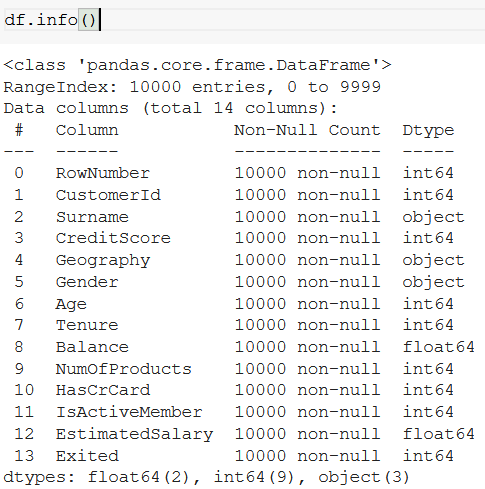 df.info()
<class 'pandas.core.frame.DataFrame'>
RangeIndex: 10000 entries, 0 to 9999
Data columns (total 14 columns):
 #   Column           Non-Null Count  Dtype
---  ------           --------------  -----
 0   RowNumber        10000 non-null  int64
 1   CustomerId       10000 non-null  int64
 2   Surname          10000 non-null  object
 3   CreditScore      10000 non-null  int64
 4   Geography        10000 non-null  object
 5   Gender           10000 non-null  object
 6   Age              10000 non-null  int64
 7   Tenure           10000 non-null  int64
 8   Balance          10000 non-null  float64
 9   NumOfProducts    10000 non-null  int64
 10  HasCrCard        10000 non-null  int64
 11  IsActiveMember   10000 non-null  int64
 12  EstimatedSalary  10000 non-null  float64
 13  Exited           10000 non-null  int64
dtypes: float64(2), int64(9), object(3)